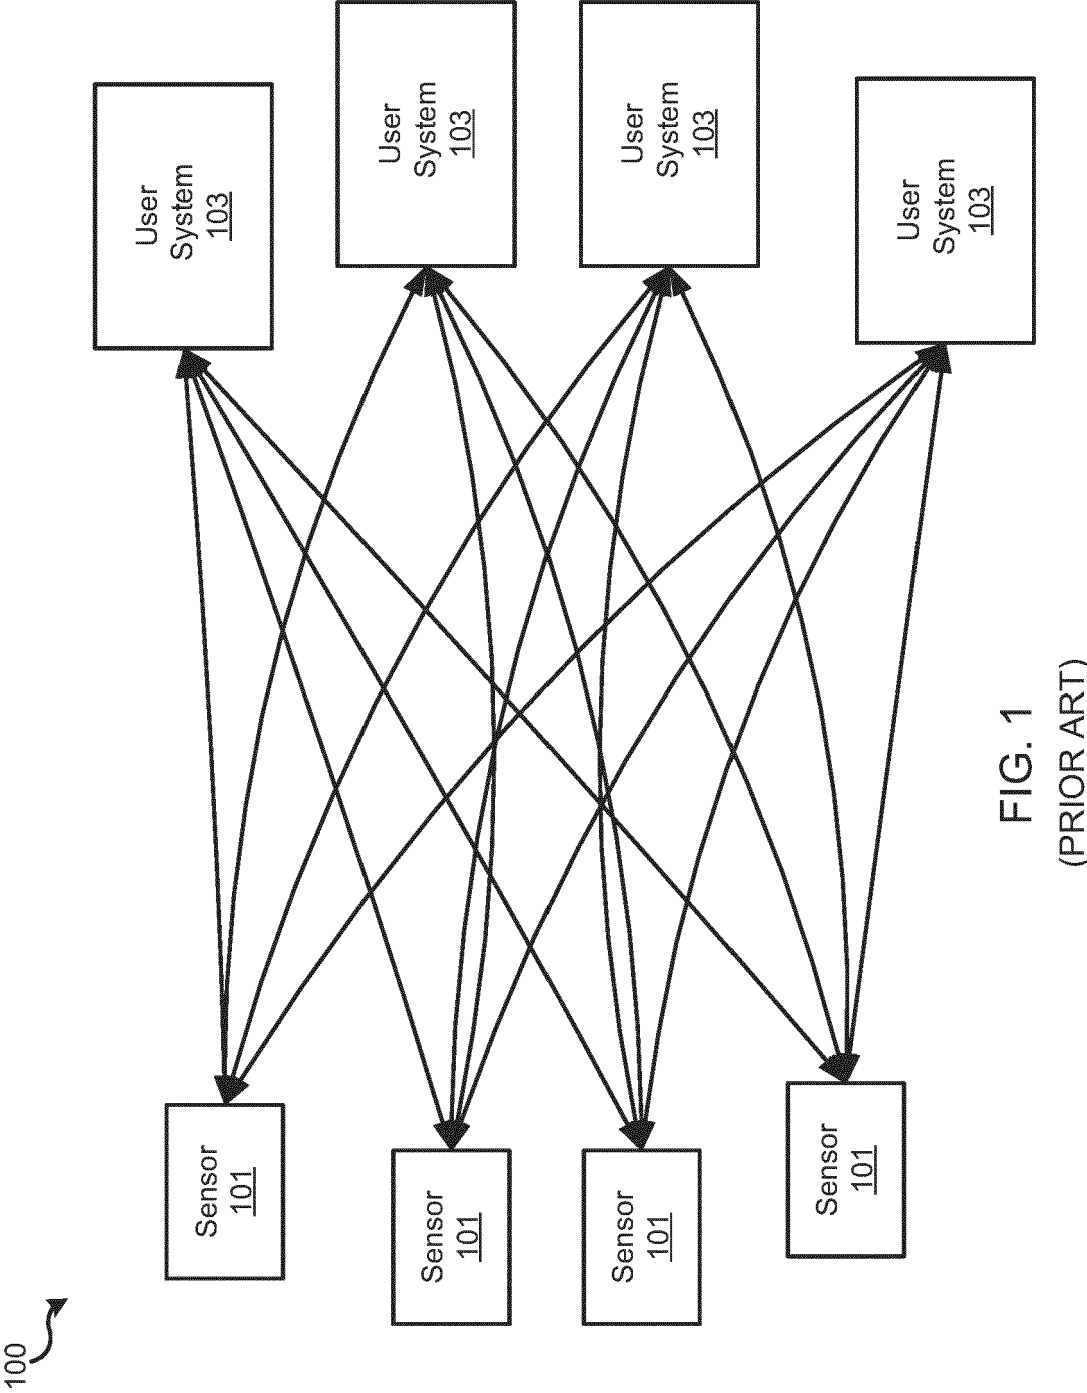 100
Sensor
101
Sensor
101
Sensor
101
Sensor
101
User
System
103
User
System
103
User
System
103
User
System
103
FIG. 1
(PRIOR ART)